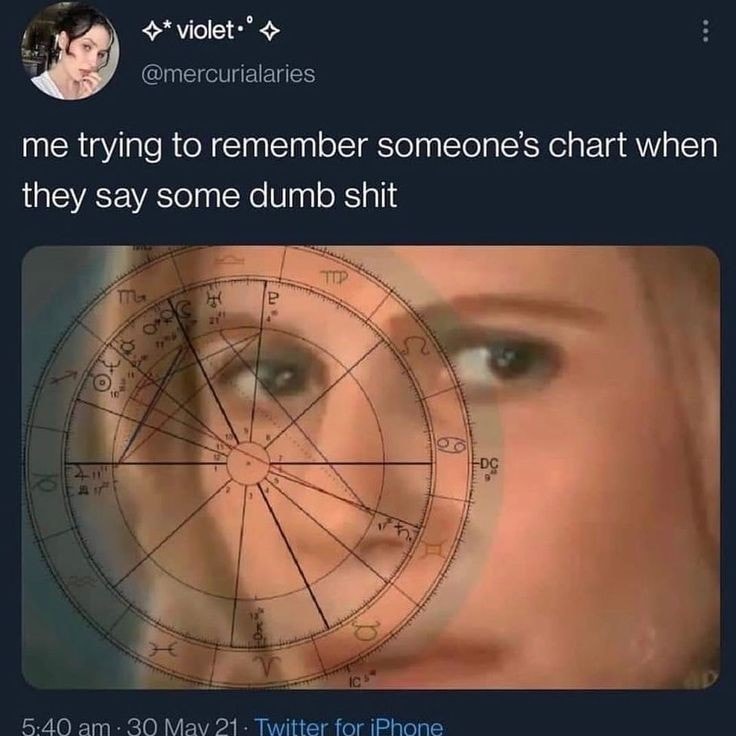 ✧* violet •˚ ✧
@mercurialaries
me trying to remember someone's chart when
they say some dumb shit
DC
IC
5:40 am · 30 May 21 · Twitter for iPhone